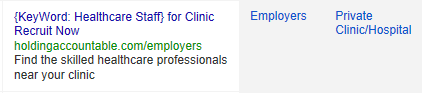 {KeyWord: Healthcare Staff} for Clinic
Recruit Now
holdingaccountable.com/employers
Find the skilled healthcare professionals
near your clinic
Employers
Private
Clinic/Hospital